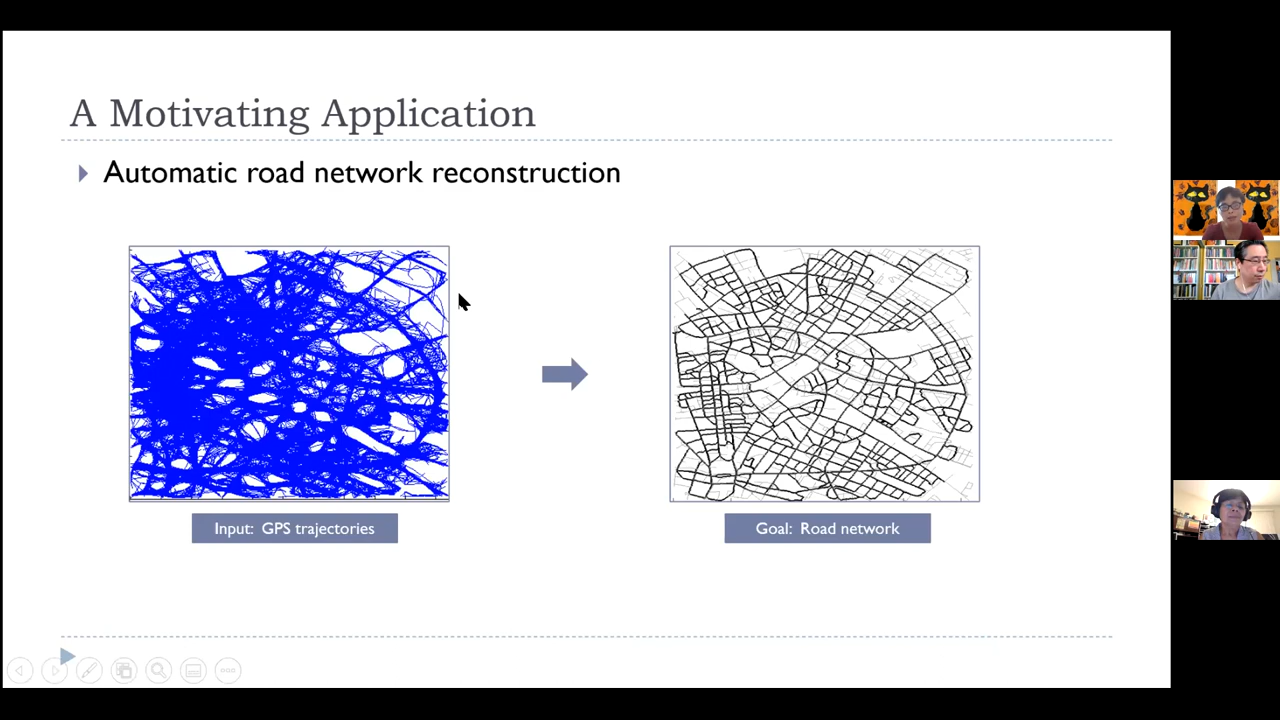 A Motivating Application
Automatic road network reconstruction
Input: GPS trajectories
Goal: Road network